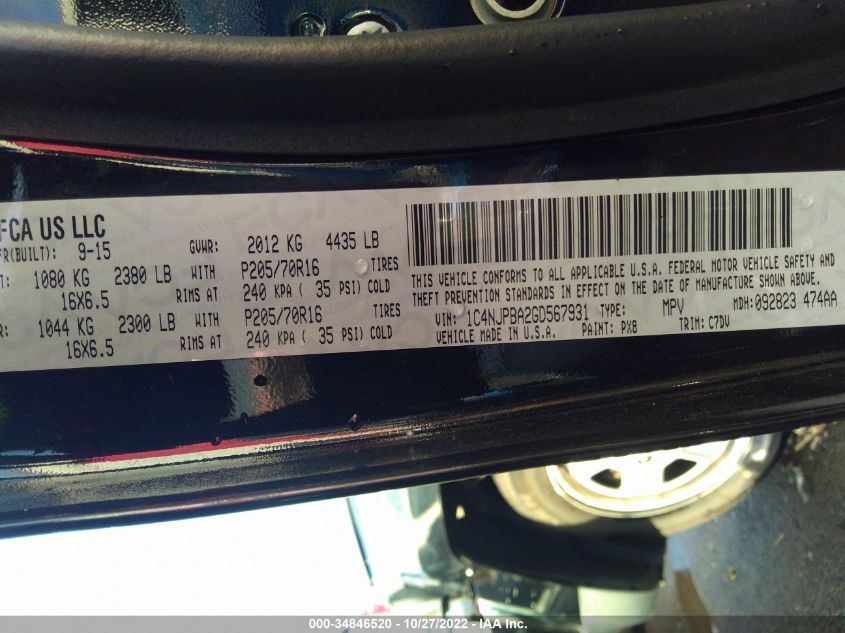 FCA US LLC
FR(BUILT): 9-15
GVWR: 2012 KG 4435 LB
T: 1080 KG 2380 LB WITH P205/70R16 TIRES
16X6.5 RIMS AT 240 KPA ( 35 PSI) COLD
R: 1044 KG 2300 LB WITH P205/70R16 TIRES
16X6.5 RIMS AT 240 KPA ( 35 PSI) COLD
THIS VEHICLE CONFORMS TO ALL APPLICABLE U.S.A. FEDERAL MOTOR VEHICLE SAFETY AND
THEFT PREVENTION STANDARDS IN EFFECT ON THE DATE OF MANUFACTURE SHOWN ABOVE.
VIN: 1C4NJPBA2GD567931 TYPE: MPV MDH: 092823 474AA
VEHICLE MADE IN U.S.A. PAINT: PX8 TRIM: C7DV
000-34846520 - 10/27/2022 - IAA Inc.